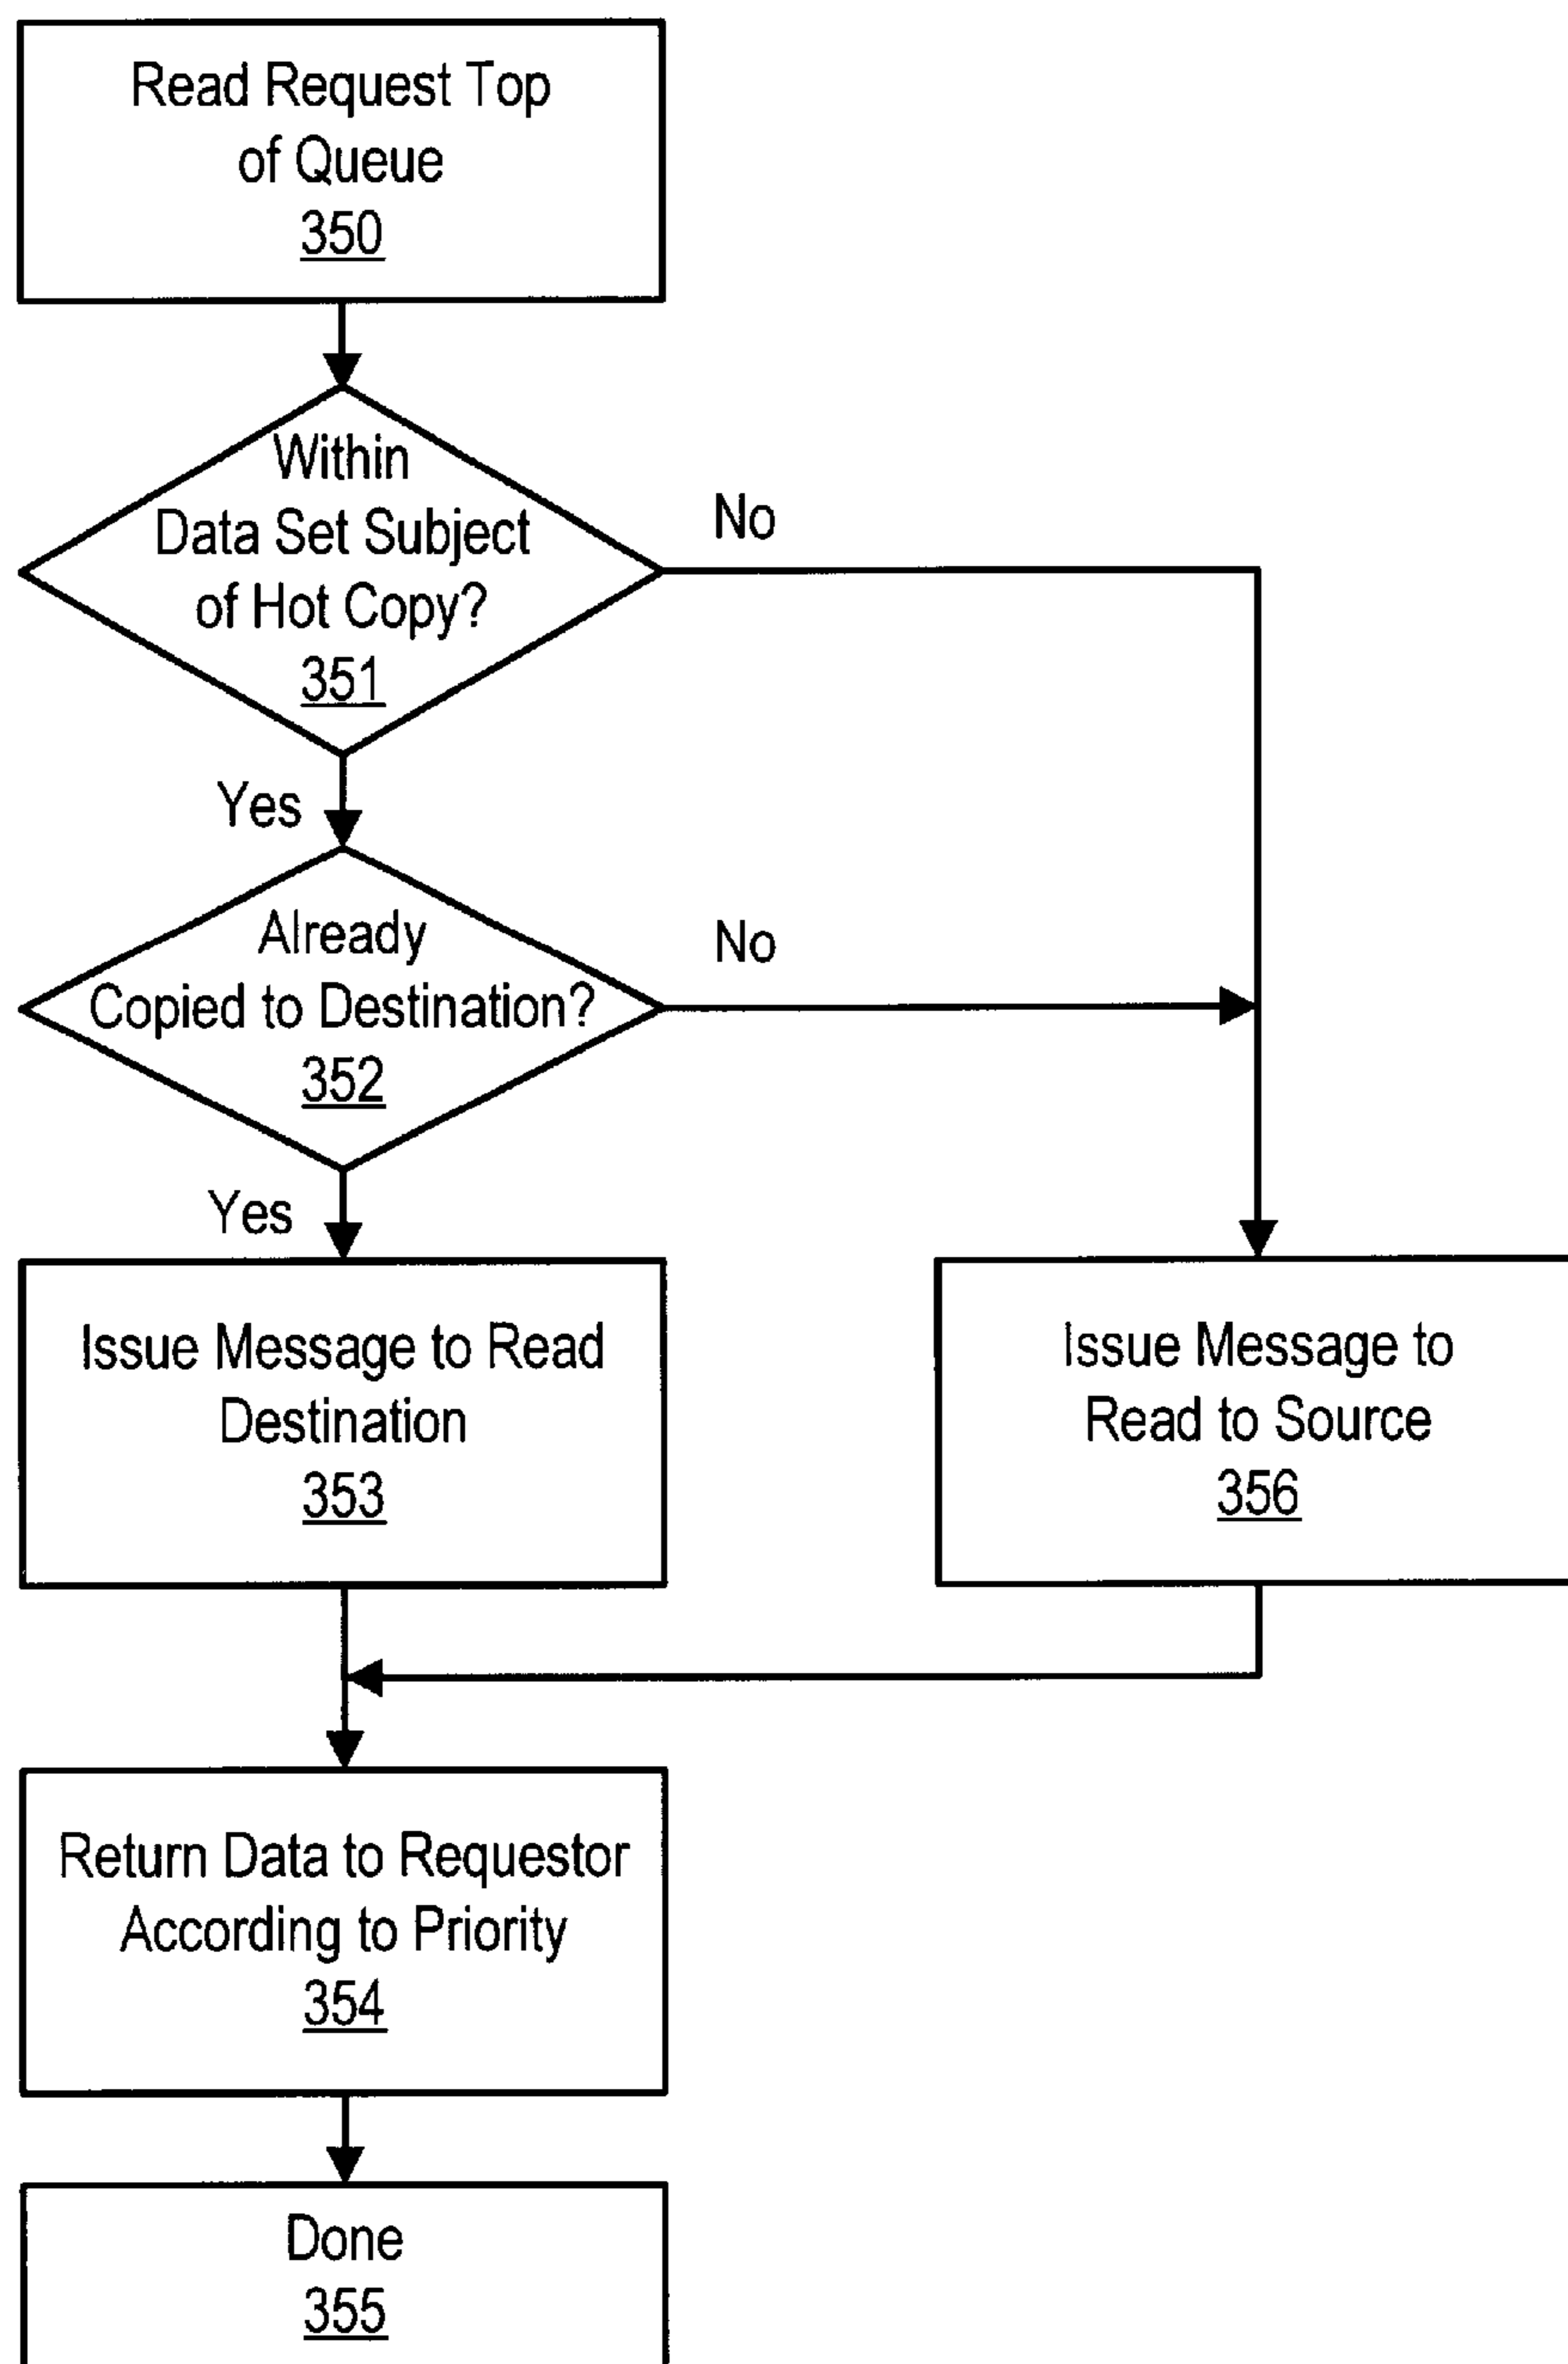 Read Request Top
of Queue
350
Within
Data Set Subject
of Hot Copy?
351
No
Yes
Already
Copied to Destination?
352
No
Yes
Issue Message to Read
Destination
353
Issue Message to
Read to Source
356
Return Data to Requestor
According to Priority
354
Done
355